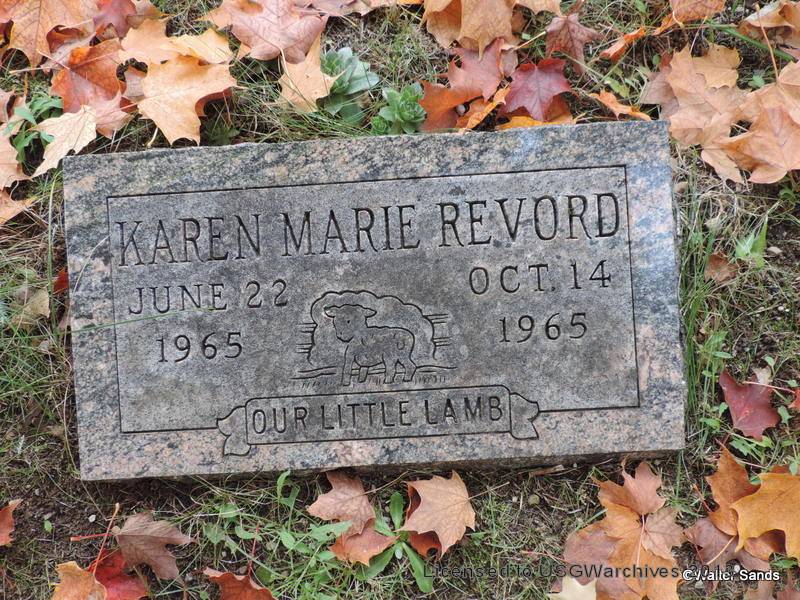 KAREN MARIE REVORD
JUNE 22 OCT. 14
1965 1965
OUR LITTLE LAMB
Licensed to USGWarchives
©Walter Sands